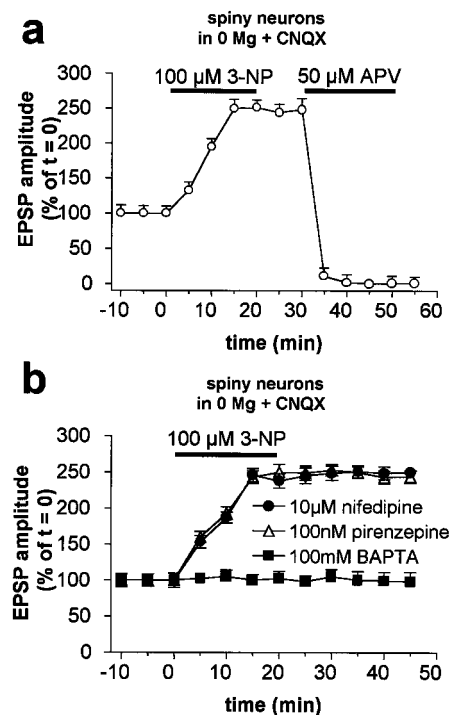 a
spiny neurons
in 0 Mg + CNQX
100 µM 3-NP
50 µM APV
EPSP amplitude
(% of t = 0)
300
250
200
150
100
50
0
-10 0 10 20 30 40 50 60
time (min)
b
spiny neurons
in 0 Mg + CNQX
100 µM 3-NP
EPSP amplitude
(% of t = 0)
300
250
200
150
100
50
0
10µM nifedipine
100nM pirenzepine
100mM BAPTA
-10 0 10 20 30 40 50
time (min)